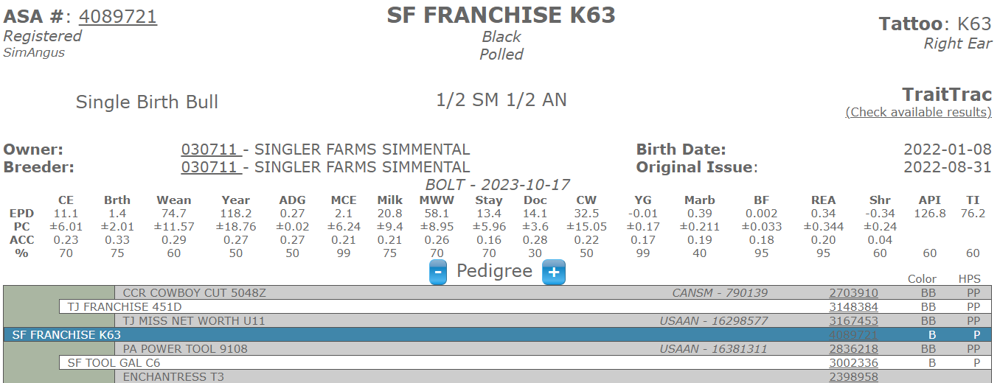 ASA #: 4089721 SF FRANCHISE K63 Tattoo: K63
Registered Black Right Ear
SimAngus Polled
Single Birth Bull 1/2 SM 1/2 AN TraitTrac
(Check available results)
Owner: 030711 - SINGLER FARMS SIMMENTAL Birth Date: 2022-01-08
Breeder: 030711 - SINGLER FARMS SIMMENTAL Original Issue: 2022-08-31
BOLT - 2023-10-17
CE Brth Wean Year ADG MCE Milk MWW Stay Doc CW YG Marb BF REA Shr API TI
EPD 11.1 1.4 74.7 118.2 0.27 2.1 20.8 58.1 13.4 14.1 32.5 -0.01 0.39 0.002 0.34 -0.34 126.8 76.2
PC ±6.01 ±2.01 ±11.57 ±18.76 ±0.02 ±6.24 ±9.4 ±8.95 ±5.96 ±3.6 ±15.05 ±0.17 ±0.211 ±0.033 ±0.344 ±0.24
ACC 0.23 0.33 0.29 0.27 0.27 0.21 0.21 0.26 0.16 0.28 0.22 0.17 0.19 0.18 0.20 0.04
% 70 75 60 50 50 99 75 70 70 30 50 99 40 95 95 60 60 60
- Pedigree +
Color HPS
CCR COWBOY CUT 5048Z CANSM - 790139 2703910 BB PP
TJ FRANCHISE 451D 3148384 BB PP
TJ MISS NET WORTH U11 USAAN - 16298577 3167453 BB PP
SF FRANCHISE K63 4089721 B P
PA POWER TOOL 9108 USAAN - 16381311 2836218 BB PP
SF TOOL GAL C6 3002336 B P
ENCHANTRESS T3 2398958